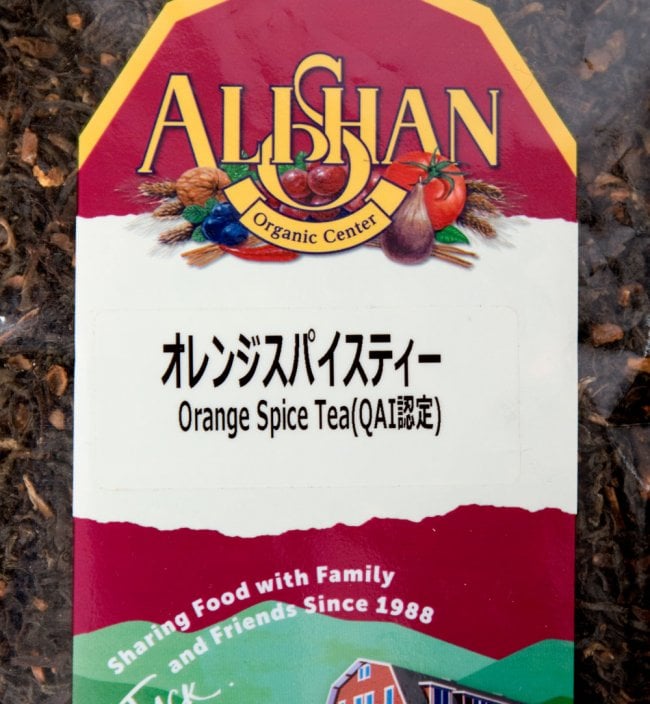 ALISHAN
Organic Center
オレンジスパイスティー
Orange Spice Tea(QAI認定)
Sharing Food with Family
and Friends Since 1988